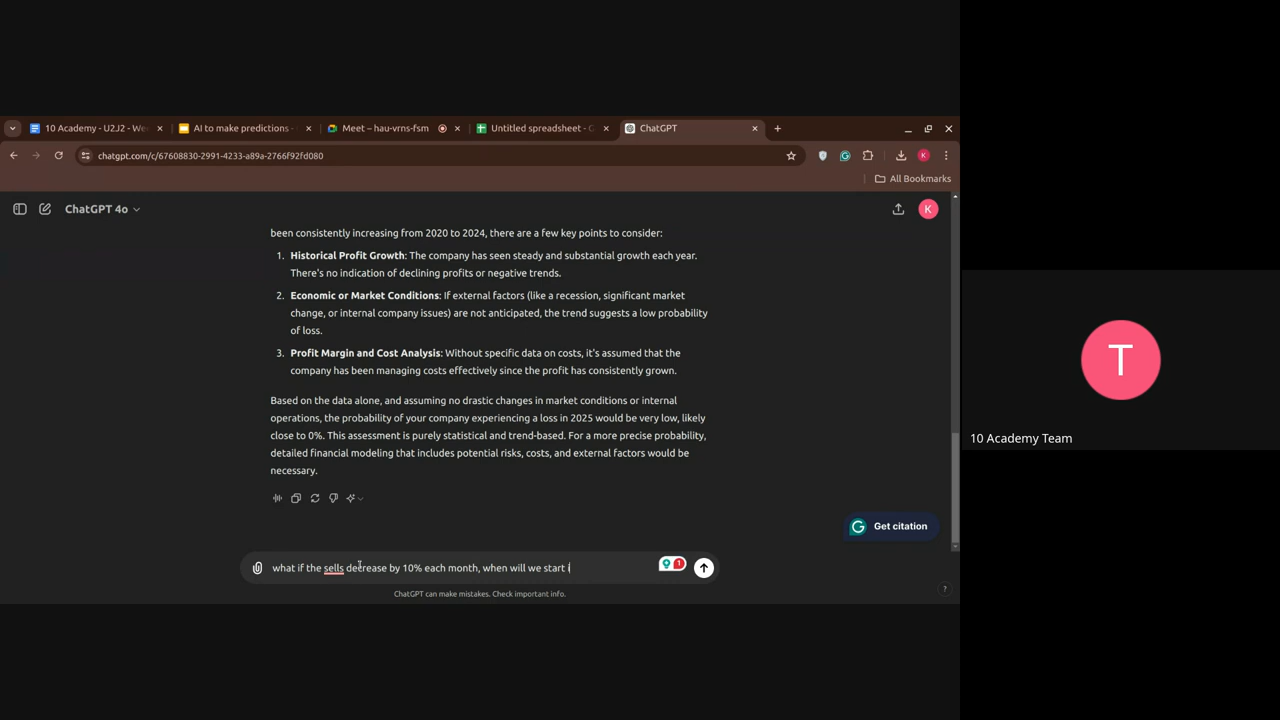 10 Academy - U2J2 - We
AI to make predictions -
Meet – hau-vrns-fsm
Untitled spreadsheet - G
ChatGPT
chatgpt.com/c/67608830-2991-4233-a89a-2766f92fd080
K
All Bookmarks
ChatGPT 4o
K
been consistently increasing from 2020 to 2024, there are a few key points to consider:
1. Historical Profit Growth: The company has seen steady and substantial growth each year.
There's no indication of declining profits or negative trends.
2. Economic or Market Conditions: If external factors (like a recession, significant market
change, or internal company issues) are not anticipated, the trend suggests a low probability
of loss.
3. Profit Margin and Cost Analysis: Without specific data on costs, it's assumed that the
company has been managing costs effectively since the profit has consistently grown.
Based on the data alone, and assuming no drastic changes in market conditions or internal
operations, the probability of your company experiencing a loss in 2025 would be very low, likely
close to 0%. This assessment is purely statistical and trend-based. For a more precise probability,
detailed financial modeling that includes potential risks, costs, and external factors would be
necessary.
Get citation
what if the sells decrease by 10% each month, when will we start i
1
ChatGPT can make mistakes. Check important info.
?
T
10 Academy Team